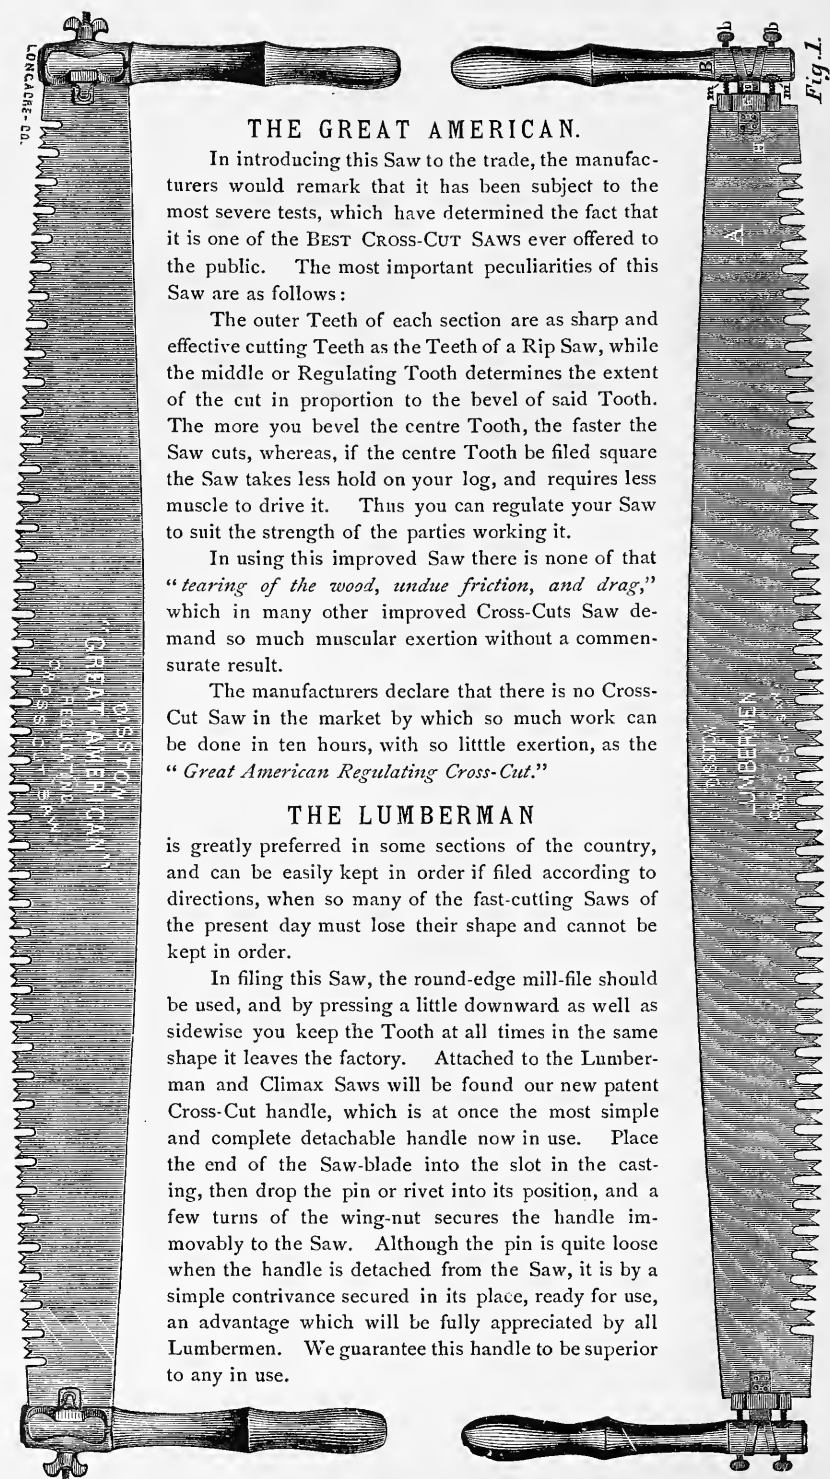 LONGACRE-CO.
Fig.1.
b b
B
m m
E
A
THE GREAT AMERICAN.
In introducing this Saw to the trade, the manufac-
turers would remark that it has been subject to the
most severe tests, which have determined the fact that
it is one of the BEST CROSS-CUT SAWS ever offered to
the public. The most important peculiarities of this
Saw are as follows:
The outer Teeth of each section are as sharp and
effective cutting Teeth as the Teeth of a Rip Saw, while
the middle or Regulating Tooth determines the extent
of the cut in proportion to the bevel of said Tooth.
The more you bevel the centre Tooth, the faster the
Saw cuts, whereas, if the centre Tooth be filed square
the Saw takes less hold on your log, and requires less
muscle to drive it. Thus you can regulate your Saw
to suit the strength of the parties working it.
In using this improved Saw there is none of that
"tearing of the wood, undue friction, and drag,"
which in many other improved Cross-Cuts Saw de-
mand so much muscular exertion without a commen-
surate result.
The manufacturers declare that there is no Cross-
Cut Saw in the market by which so much work can
be done in ten hours, with so litttle exertion, as the
"Great American Regulating Cross-Cut."
THE LUMBERMAN
is greatly preferred in some sections of the country,
and can be easily kept in order if filed according to
directions, when so many of the fast-cutting Saws of
the present day must lose their shape and cannot be
kept in order.
In filing this Saw, the round-edge mill-file should
be used, and by pressing a little downward as well as
sidewise you keep the Tooth at all times in the same
shape it leaves the factory. Attached to the Lumber-
man and Climax Saws will be found our new patent
Cross-Cut handle, which is at once the most simple
and complete detachable handle now in use. Place
the end of the Saw-blade into the slot in the cast-
ing, then drop the pin or rivet into its position, and a
few turns of the wing-nut secures the handle im-
movably to the Saw. Although the pin is quite loose
when the handle is detached from the Saw, it is by a
simple contrivance secured in its place, ready for use,
an advantage which will be fully appreciated by all
Lumbermen. We guarantee this handle to be superior
to any in use.
DISSTON
"GREAT AMERICAN"
REGULATING
CROSS CUT SAW
DISSTON
LUMBERMEN
CROSS CUT SAW